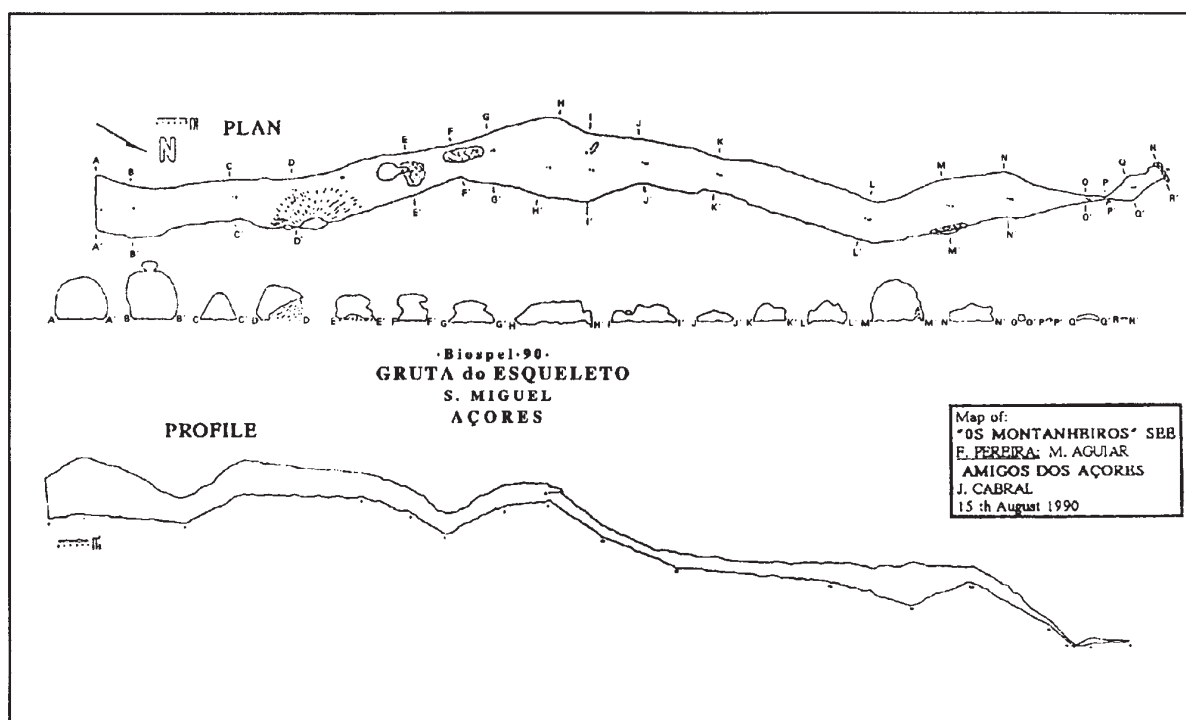 H
G I
F J
E K
A B C D L M N O P Q R
N PLAN
A' B' C' D' E' F' G' H' I' J' K' L' M' N O' P' Q' R'
A A' B B' C C' D D E E' F F' G G' H H' I I' J J' K K' L L' M M' N N' O O' P P' Q Q' R R'
·Biospel·90·
GRUTA do ESQUELETO
S. MIGUEL
AÇORES
PROFILE
Map of:
"OS MONTANHEIROS" SEE
F. PEREIRA; M. AGUIAR
AMIGOS DOS AÇORES
J. CABRAL
15 th August 1990